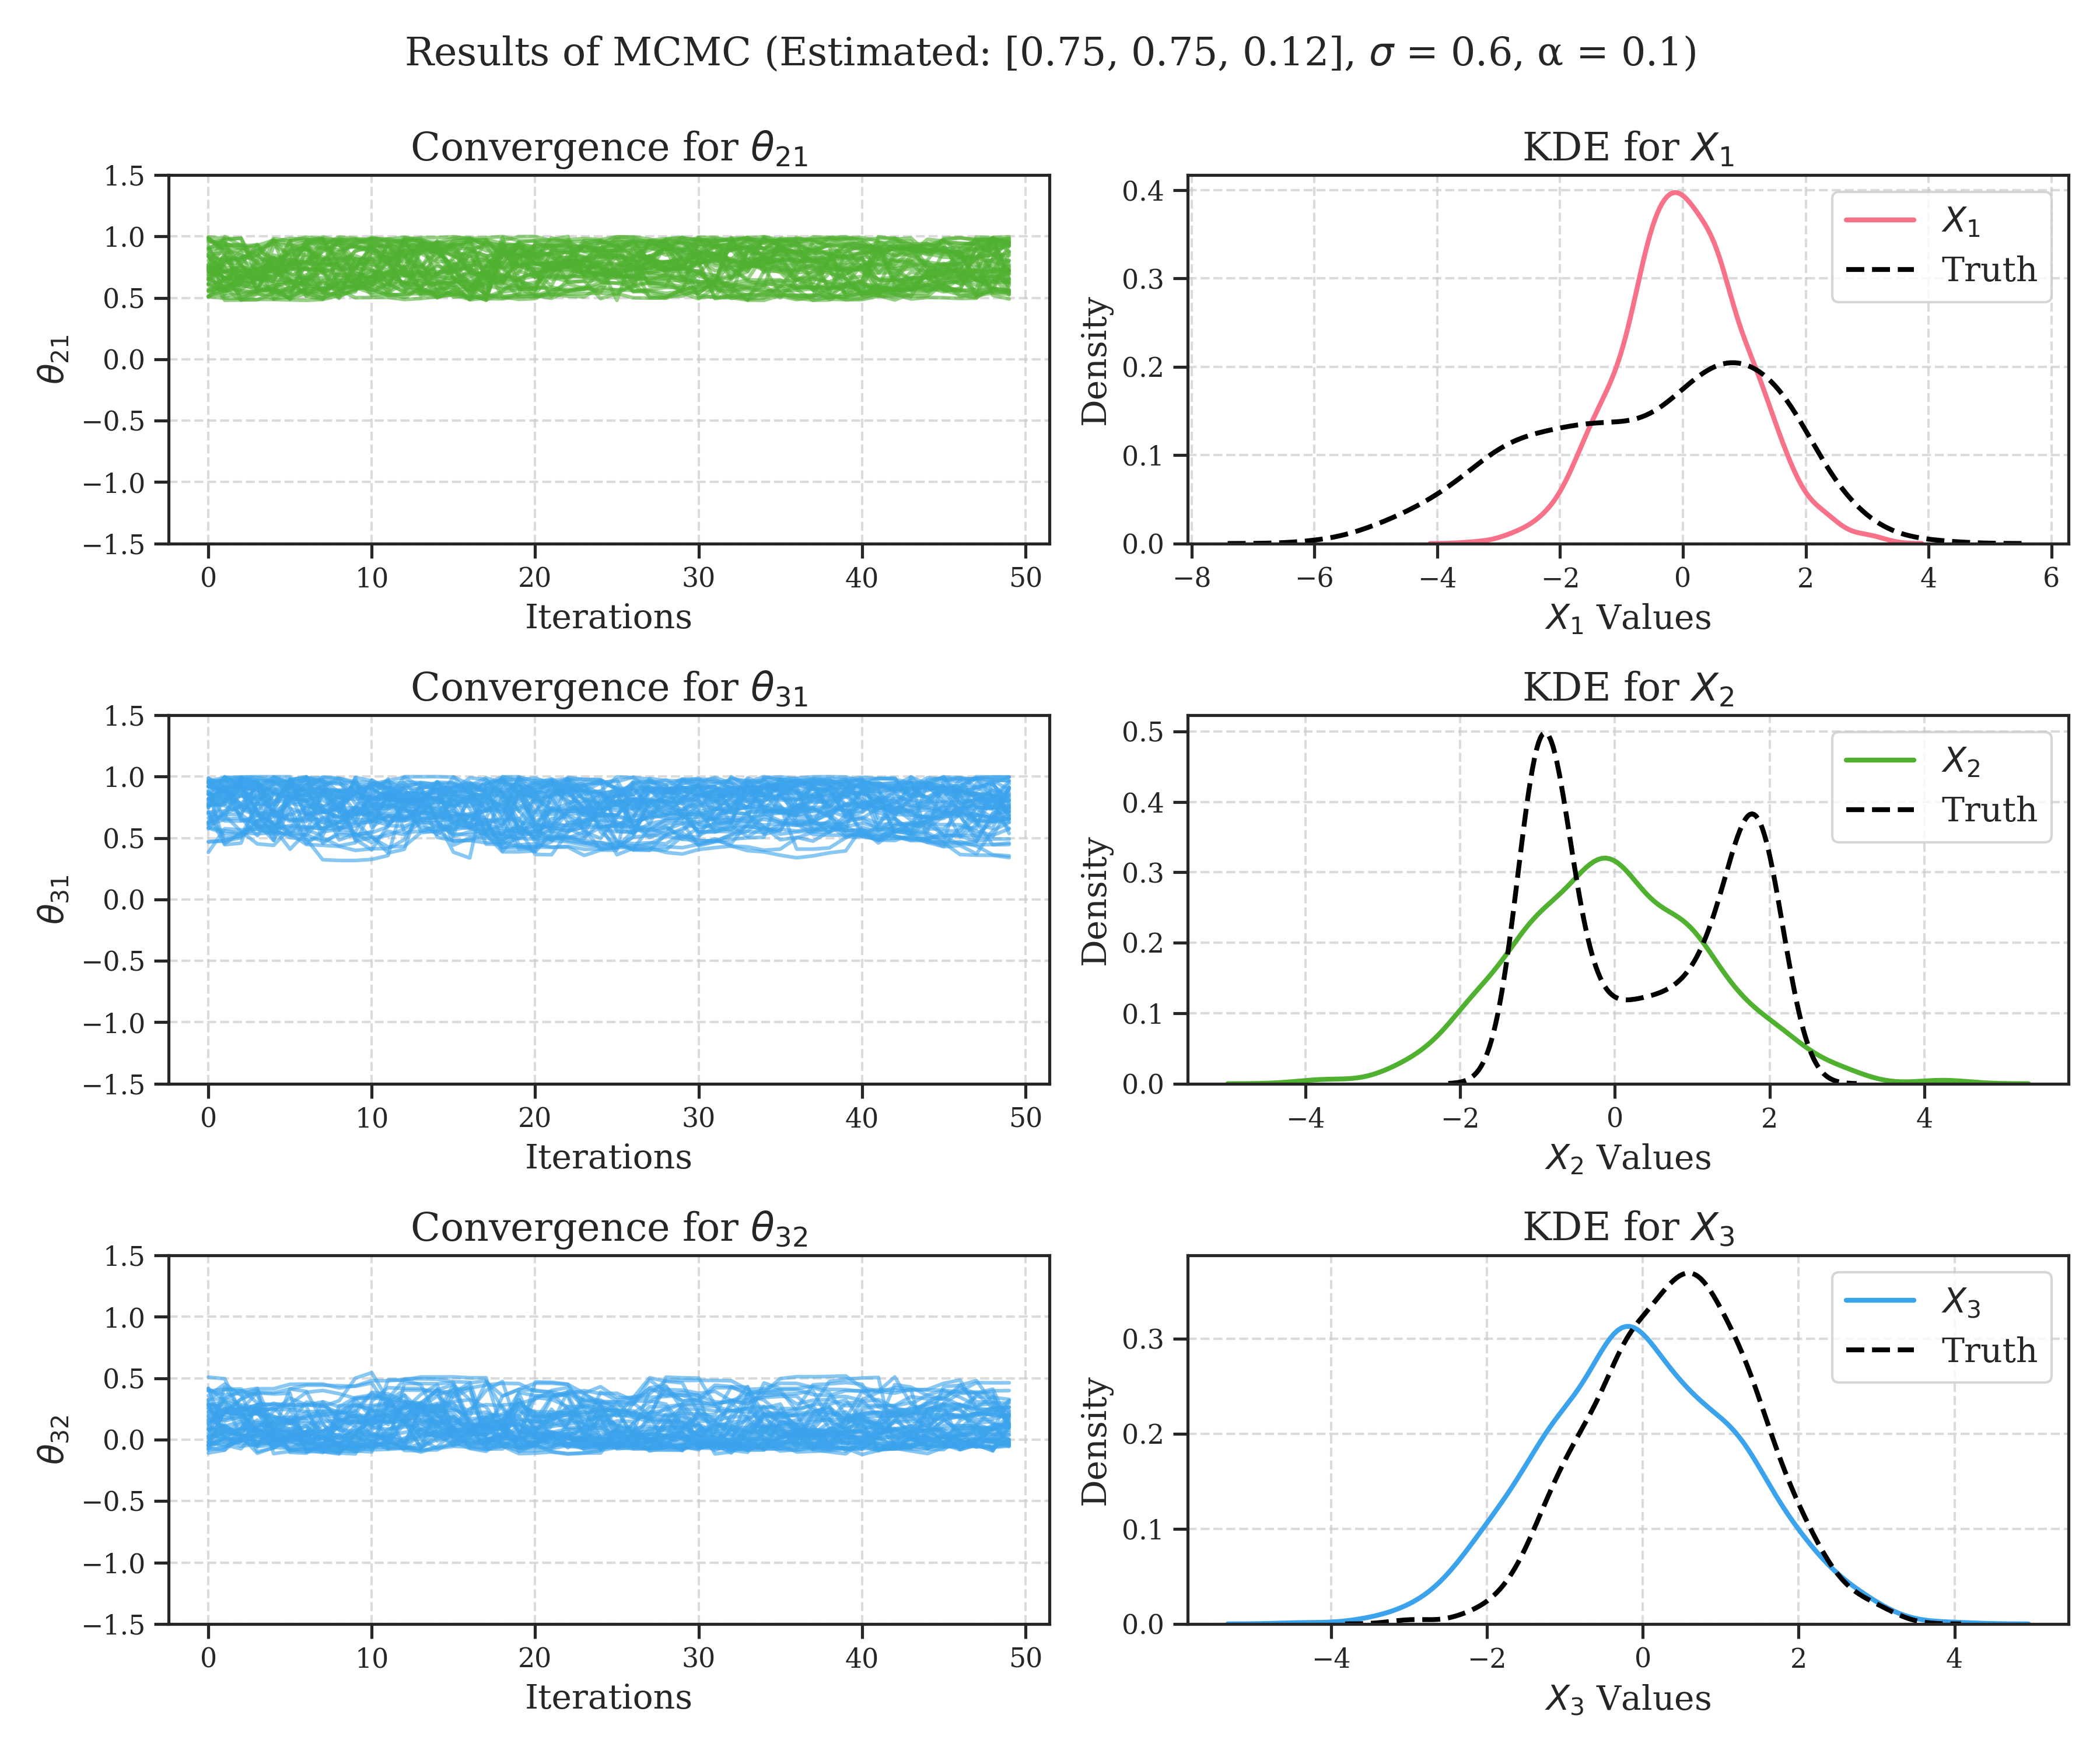 Results of MCMC (Estimated: [0.75, 0.75, 0.12], σ = 0.6, α = 0.1)
Convergence for θ21
1.5
1.0
0.5
0.0
−0.5
−1.0
−1.5
θ21
0 10 20 30 40 50
Iterations
KDE for X1
0.4
0.3
0.2
0.1
0.0
Density
X1
Truth
−8 −6 −4 −2 0 2 4 6
X1 Values
Convergence for θ31
1.5
1.0
0.5
0.0
−0.5
−1.0
−1.5
θ31
0 10 20 30 40 50
Iterations
KDE for X2
0.5
0.4
0.3
0.2
0.1
0.0
Density
X2
Truth
−4 −2 0 2 4
X2 Values
Convergence for θ32
1.5
1.0
0.5
0.0
−0.5
−1.0
−1.5
θ32
0 10 20 30 40 50
Iterations
KDE for X3
0.3
0.2
0.1
0.0
Density
X3
Truth
−4 −2 0 2 4
X3 Values